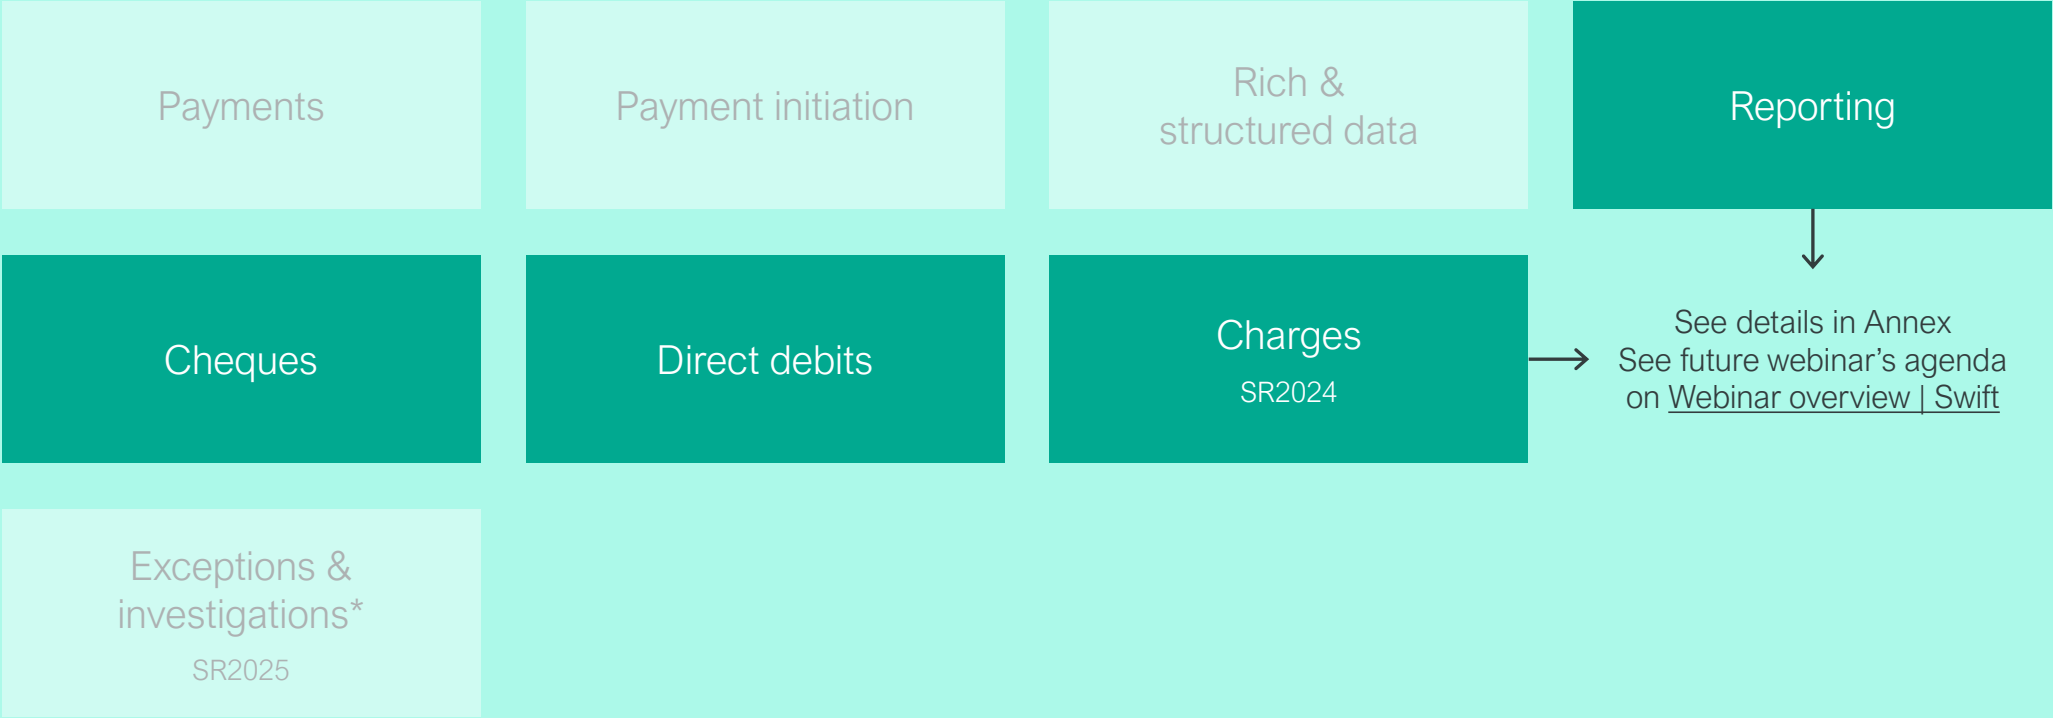 Payments
Payment initiation
Rich &
structured data
Reporting
Cheques
Direct debits
Charges
SR2024
See details in Annex
See future webinar’s agenda
on Webinar overview | Swift
Exceptions &
investigations*
SR2025